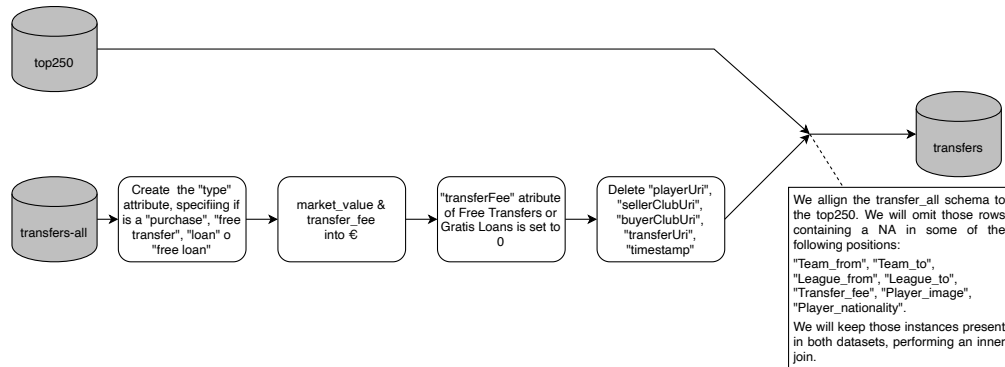 top250
transfers-all
Create the "type"
attribute, specifiing if
is a "purchase", "free
transfer", "loan" o
"free loan"
market_value &
transfer_fee
into €
"transferFee" atribute
of Free Transfers or
Gratis Loans is set to
0
Delete "playerUri",
"sellerClubUri",
"buyerClubUri",
"transferUri",
"timestamp"
transfers
We allign the transfer_all schema to
the top250. We will omit those rows
containing a NA in some of the
following positions:
"Team_from", "Team_to",
"League_from", "League_to",
"Transfer_fee", "Player_image",
"Player_nationality".
We will keep those instances present
in both datasets, performing an inner
join.